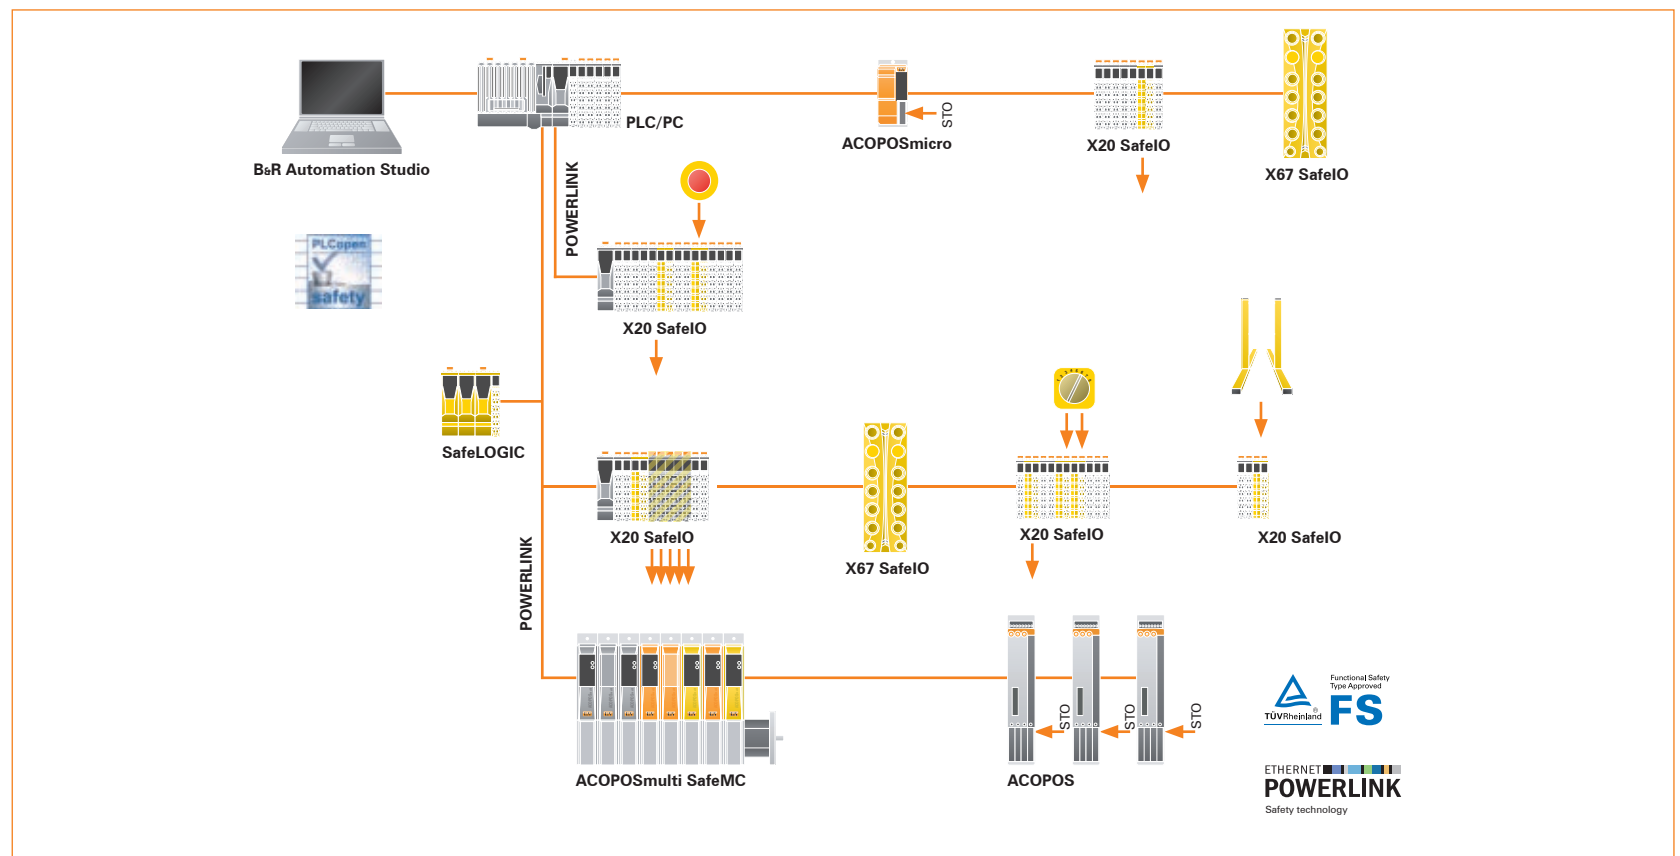 PLC/PC
STO
ACOPOSmicro
X20 SafeIO
X67 SafeIO
B&R Automation Studio
POWERLINK
PLCopen
safety
X20 SafeIO
SafeLOGIC
X20 SafeIO
X67 SafeIO
X20 SafeIO
X20 SafeIO
POWERLINK
STO
STO
STO
ACOPOSmulti SafeMC
ACOPOS
TÜVRheinland
®
Functional Safety
Type Approved
FS
ETHERNET
POWERLINK
Safety technology